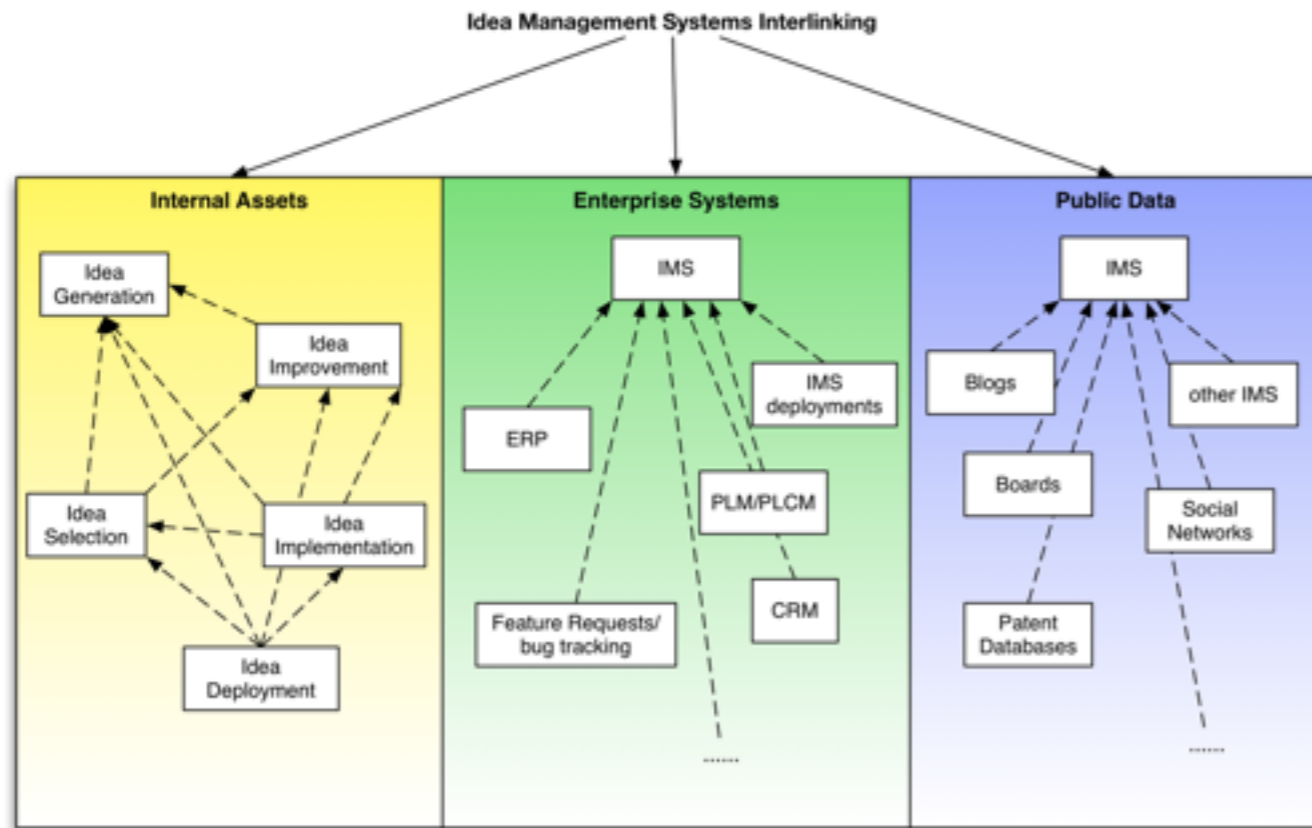 Idea Management Systems Interlinking
Internal Assets
Idea
Generation
Idea
Improvement
Idea
Selection
Idea
Implementation
Idea
Deployment
Enterprise Systems
IMS
IMS
deployments
ERP
PLM/PLCM
CRM
Feature Requests/
bug tracking
.......
Public Data
IMS
Blogs
other IMS
Boards
Social
Networks
Patent
Databases
.......